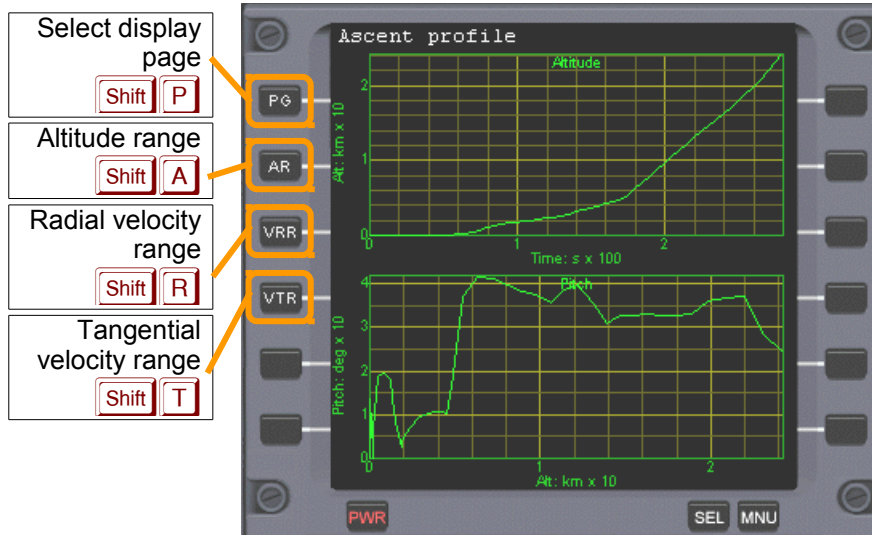 Select display
page
Shift P
Altitude range
Shift A
Radial velocity
range
Shift R
Tangential
velocity range
Shift T
PG
AR
VRR
VTR
Ascent profile
Altitude
Alt: km x 10
2
1
0
0 1 2
Time: s x 100
Pitch
Pitch: deg x 10
4
3
2
1
0
0 1 2
Alt: km x 10
PWR
SEL MNU